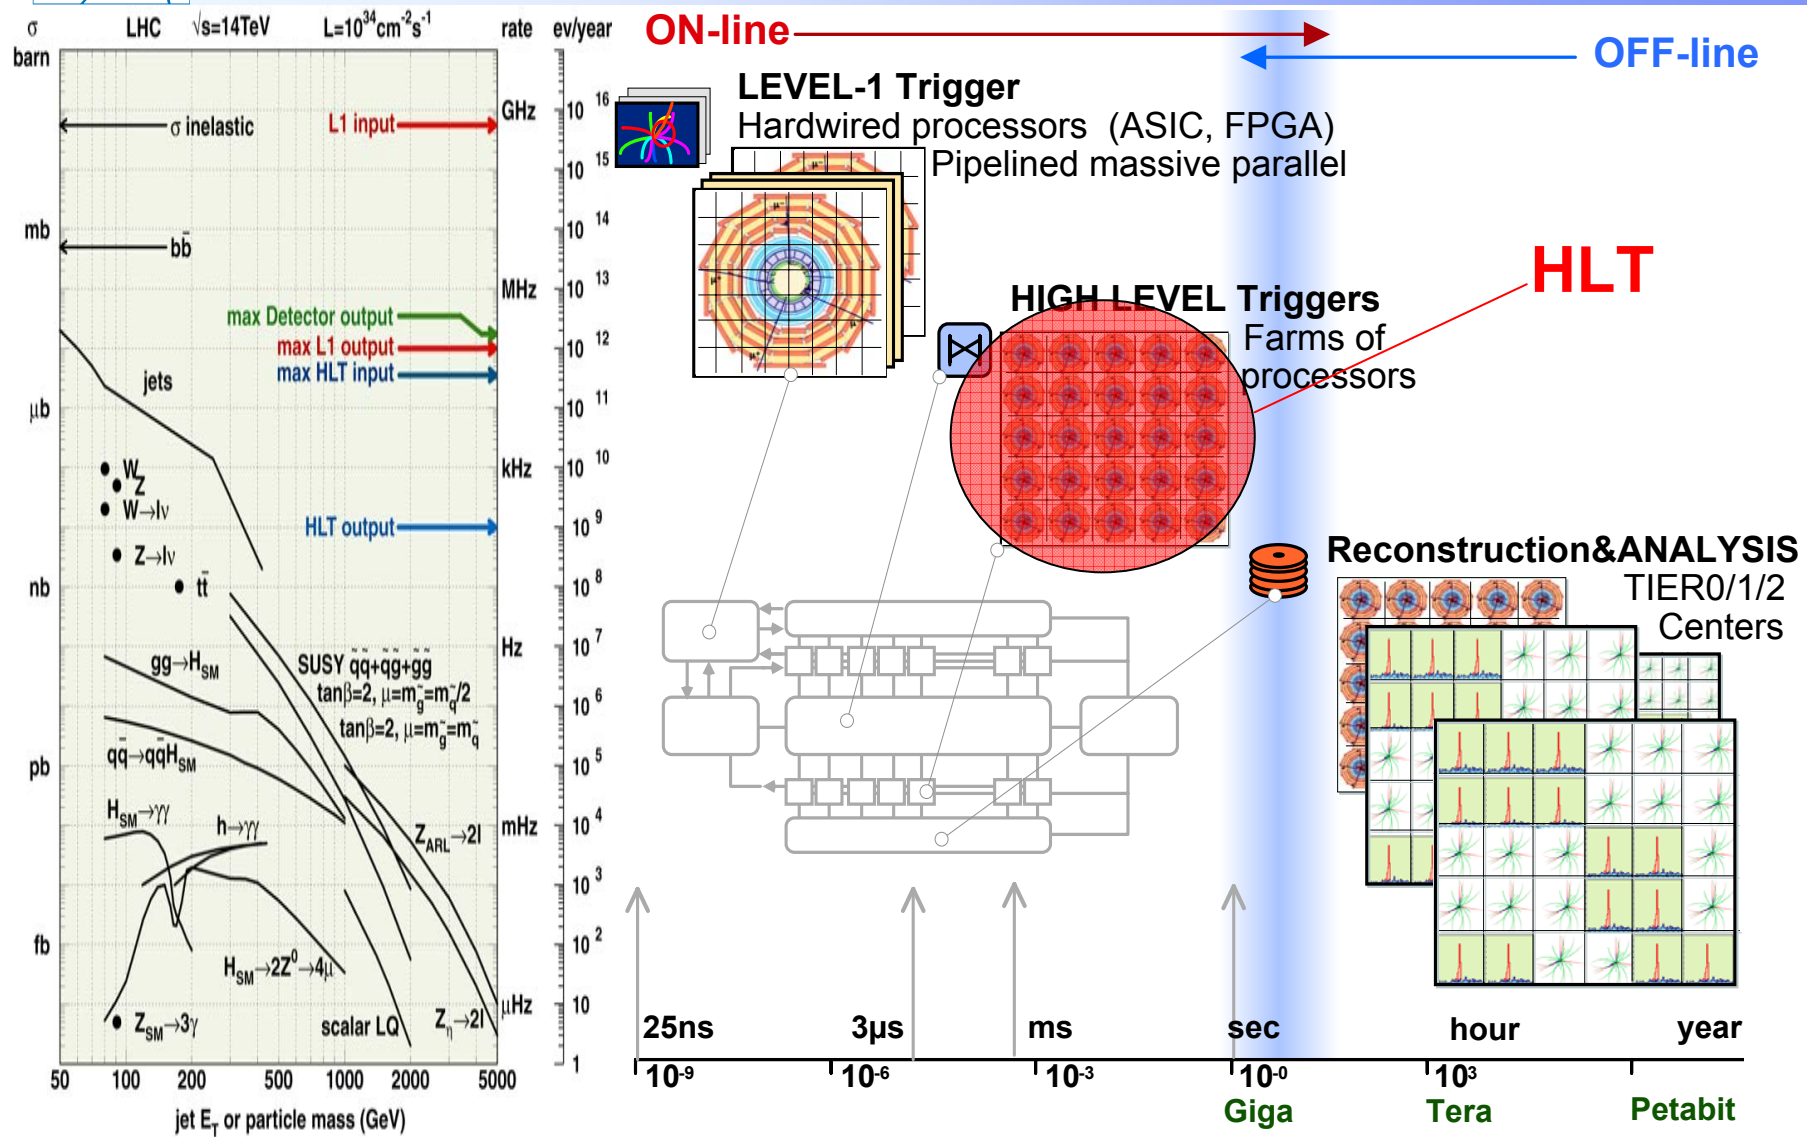 σ LHC √s=14TeV L=10³⁴cm⁻²s⁻¹ rate ev/year
barn
GHz
σ inelastic
L1 input
mb
bb̄
MHz
max Detector output
max L1 output
max HLT input
jets
μb
W
Z
kHz
W→lν
HLT output
Z→lν
tt̄
nb
Hz
gg→H_SM
SUSY q̃q̃+q̃g̃+g̃g̃
tanβ=2, μ=m_g̃=m_q̃/2
tanβ=2, μ=m_g̃=m_q̃
qq̄→qq̄H_SM
pb
H_SM→γγ
h→γγ
mHz
Z_ARL→2l
fb
H_SM→2Z⁰→4μ
μHz
Z_SM→3γ
scalar LQ
Z_η→2l
10¹⁶
10¹⁵
10¹⁴
10¹³
10¹²
10¹¹
10¹⁰
10⁹
10⁸
10⁷
10⁶
10⁵
10⁴
10³
10²
10
1
50 100 200 500 1000 2000 5000
jet E_T or particle mass (GeV)
ON-line
OFF-line
LEVEL-1 Trigger
Hardwired processors (ASIC, FPGA)
Pipelined massive parallel
HLT
HIGH LEVEL Triggers
Farms of
processors
Reconstruction&ANALYSIS
TIER0/1/2
Centers
25ns 3μs ms sec hour year
10⁻⁹ 10⁻⁶ 10⁻³ 10⁻⁰ 10³
Giga Tera Petabit